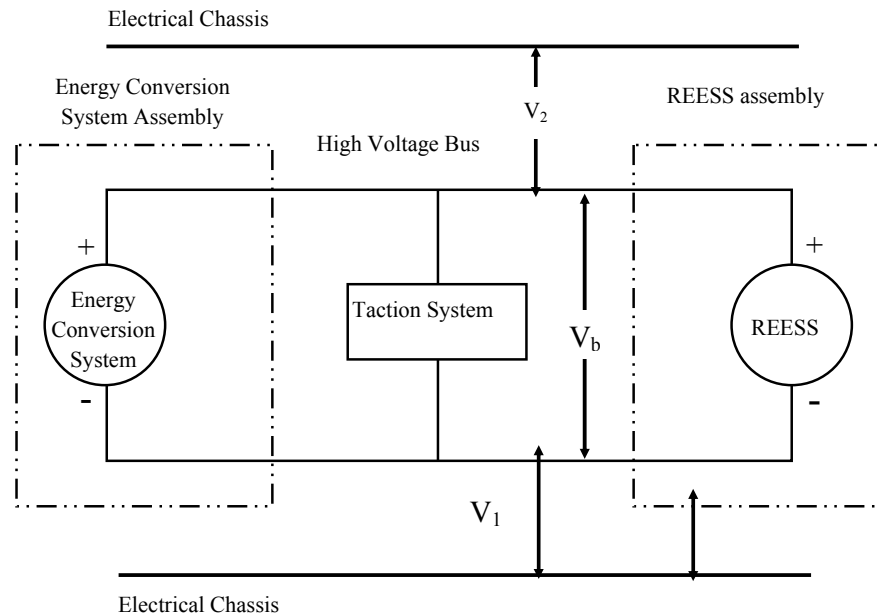 Electrical Chassis
Energy Conversion
System Assembly
V2
REESS assembly
High Voltage Bus
+
+
Energy
Conversion
System
Taction System
Vb
REESS
-
-
V1
Electrical Chassis